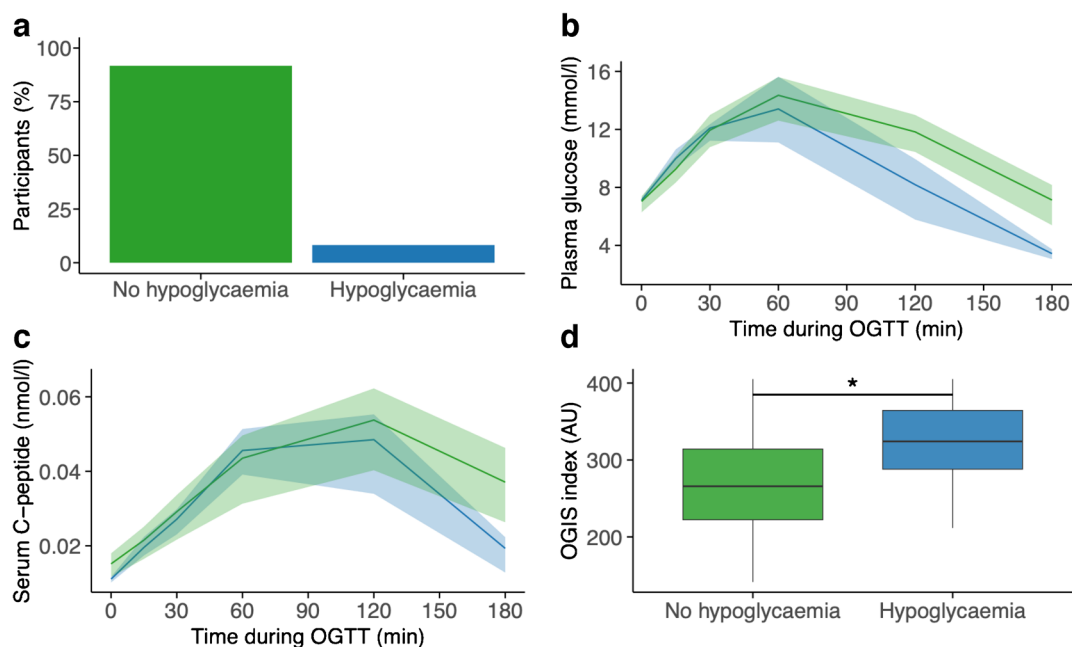 a
Participants (%)
100
75
50
25
0
No hypoglycaemia Hypoglycaemia
b
Plasma glucose (mmol/l)
16
12
8
4
0 30 60 90 120 150 180
Time during OGTT (min)
c
Serum C−peptide (nmol/l)
0.06
0.04
0.02
0 30 60 90 120 150 180
Time during OGTT (min)
d
OGIS index (AU)
400
300
200
*
No hypoglycaemia Hypoglycaemia